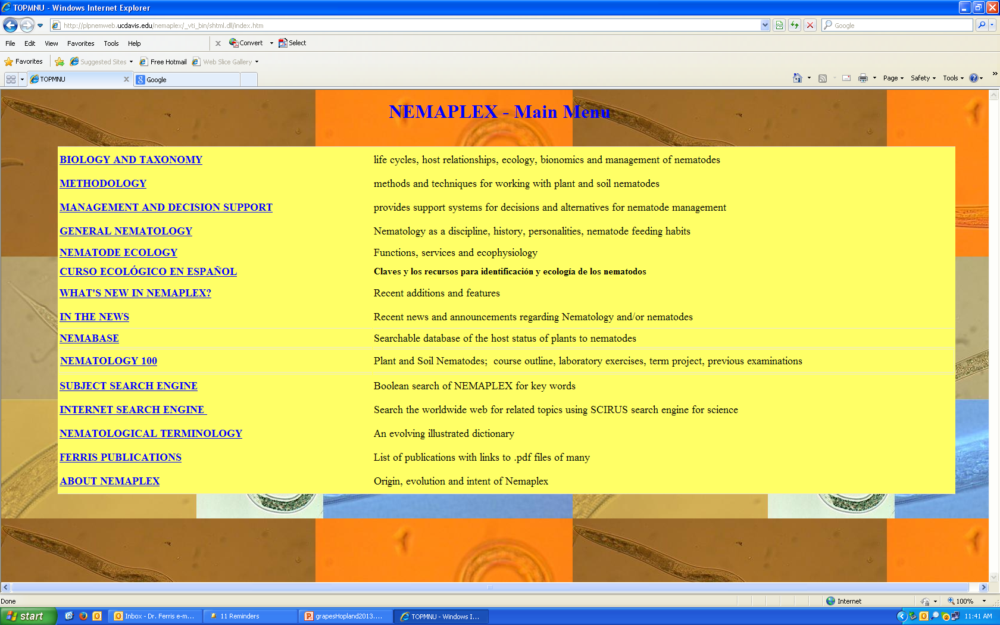 TOPMNU - Windows Internet Explorer
http://plpnemweb.ucdavis.edu/nemaplex/_vti_bin/shtml.dll/index.htm
Google
File Edit View Favorites Tools Help
Convert Select
Favorites Suggested Sites Free Hotmail Web Slice Gallery
TOPMNU Google
Page Safety Tools
NEMAPLEX - Main Menu
BIOLOGY AND TAXONOMY life cycles, host relationships, ecology, bionomics and management of nematodes
METHODOLOGY methods and techniques for working with plant and soil nematodes
MANAGEMENT AND DECISION SUPPORT provides support systems for decisions and alternatives for nematode management
GENERAL NEMATOLOGY Nematology as a discipline, history, personalities, nematode feeding habits
NEMATODE ECOLOGY Functions, services and ecophysiology
CURSO ECOLÓGICO EN ESPAÑOL Claves y los recursos para identificación y ecología de los nematodos
WHAT'S NEW IN NEMAPLEX? Recent additions and features
IN THE NEWS Recent news and announcements regarding Nematology and/or nematodes
NEMABASE Searchable database of the host status of plants to nematodes
NEMATOLOGY 100 Plant and Soil Nematodes; course outline, laboratory exercises, term project, previous examinations
SUBJECT SEARCH ENGINE Boolean search of NEMAPLEX for key words
INTERNET SEARCH ENGINE Search the worldwide web for related topics using SCIRUS search engine for science
NEMATOLOGICAL TERMINOLOGY An evolving illustrated dictionary
FERRIS PUBLICATIONS List of publications with links to .pdf files of many
ABOUT NEMAPLEX Origin, evolution and intent of Nemaplex
Done Internet 100%
start Inbox - Dr. Ferris e-m... 11 Reminders grapesHopland2013.... TOPMNU - Windows I... 11:41 AM